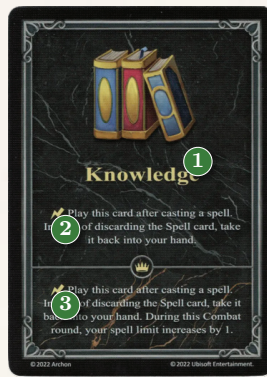 1
Knowledge
Play this card after casting a spell.
2
of discarding the Spell card, take
it back into your hand.
Play this card after casting a spell.
3
of discarding the Spell card, take it
into your hand. During this Combat
round, your spell limit increases by 1.
© 2022 Archon
© 2022 Ubisoft Entertainment.